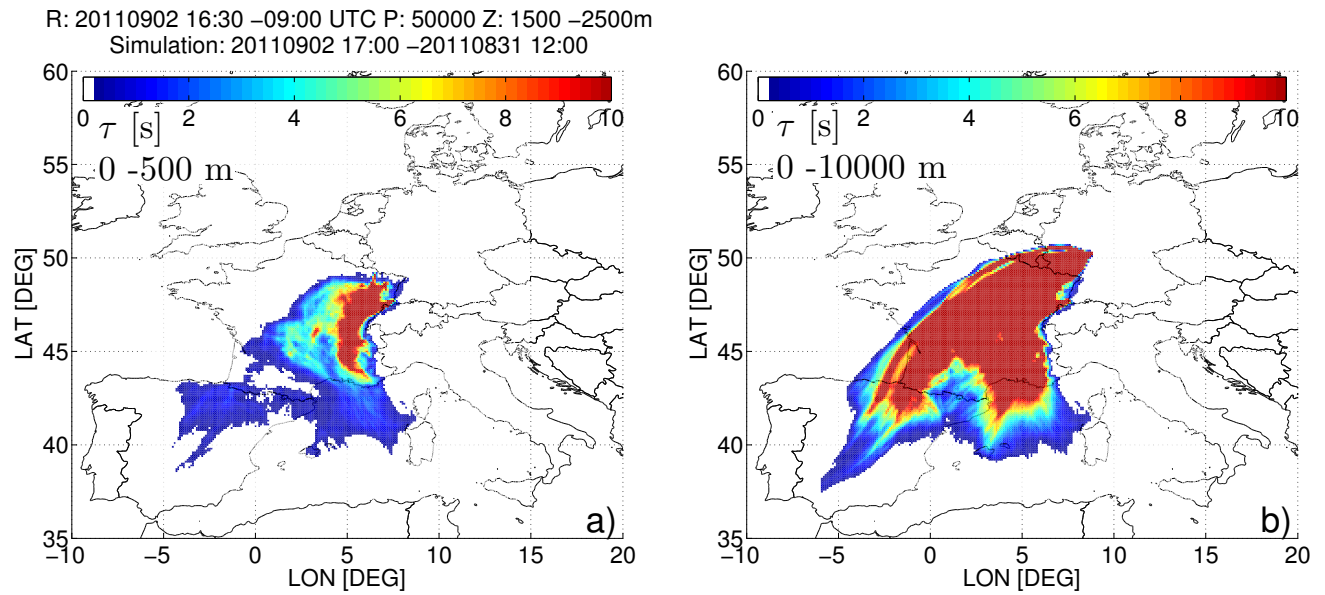 R: 20110902 16:30 −09:00 UTC P: 50000 Z: 1500 −2500m
Simulation: 20110902 17:00 −20110831 12:00
60
55
50
45
40
35
LAT [DEG]
0 2 4 6 8 10
τ [s]
0 -500 m
a)
−10 −5 0 5 10 15 20
LON [DEG]
60
55
50
45
40
35
LAT [DEG]
0 2 4 6 8 10
τ [s]
0 -10000 m
b)
−10 −5 0 5 10 15 20
LON [DEG]